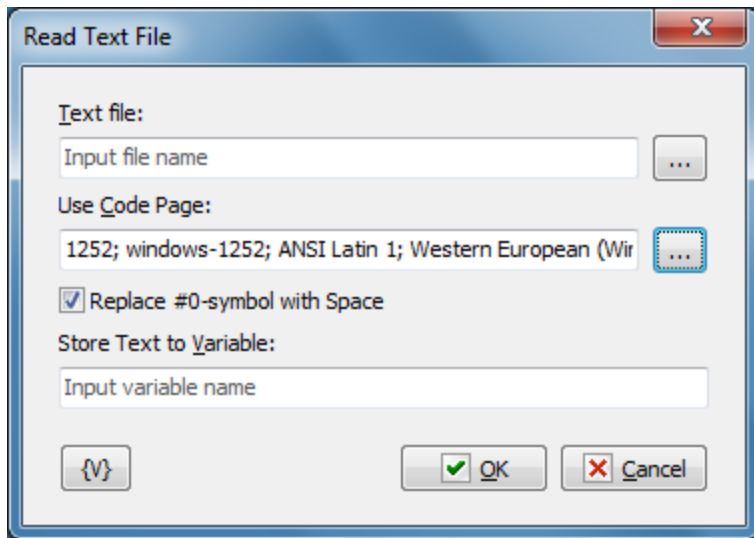 Read Text File
Text file:
Input file name
...
Use Code Page:
1252; windows-1252; ANSI Latin 1; Western European (Wir
...
Replace #0-symbol with Space
Store Text to Variable:
Input variable name
{V}
OK
Cancel